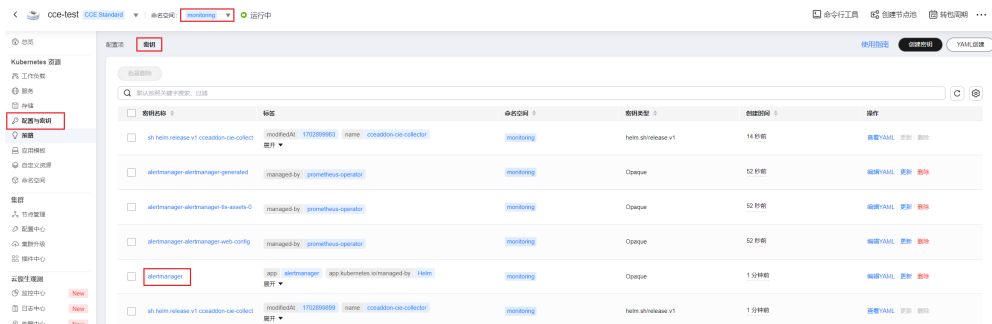 cce-test CCE Standard 命名空间: monitoring 运行中 命令行工具 创建节点池 转包周期 ...
总览
配置项 密钥 使用指南 创建密钥 YAML创建
Kubernetes 资源
工作负载
批量删除
服务
默认按照关键字搜索、过滤
存储
密钥名称 标签 命名空间 密钥类型 创建时间 操作
配置与密钥
策略
sh.helm.release.v1.cceaddon-cie-collect modifiedAt 1702899963 name cceaddon-cie-collector monitoring helm.sh/release.v1 14 秒前 查看YAML 更新 删除
展开
应用模板
自定义资源
alertmanager-alertmanager-generated managed-by prometheus-operator monitoring Opaque 52 秒前 编辑YAML 更新 删除
命名空间
集群
alertmanager-alertmanager-tls-assets-0 managed-by prometheus-operator monitoring Opaque 52 秒前 编辑YAML 更新 删除
节点管理
配置中心
集群升级
alertmanager-alertmanager-web-config managed-by prometheus-operator monitoring Opaque 52 秒前 编辑YAML 更新 删除
插件中心
云原生观测
alertmanager app alertmanager app.kubernetes.io/managed-by Helm monitoring Opaque 1 分钟前 编辑YAML 更新 删除
展开
监控中心 New
日志中心 New
sh.helm.release.v1.cceaddon-cie-collect modifiedAt 1702899899 name cceaddon-cie-collector monitoring helm.sh/release.v1 1 分钟前 查看YAML 更新 删除
展开